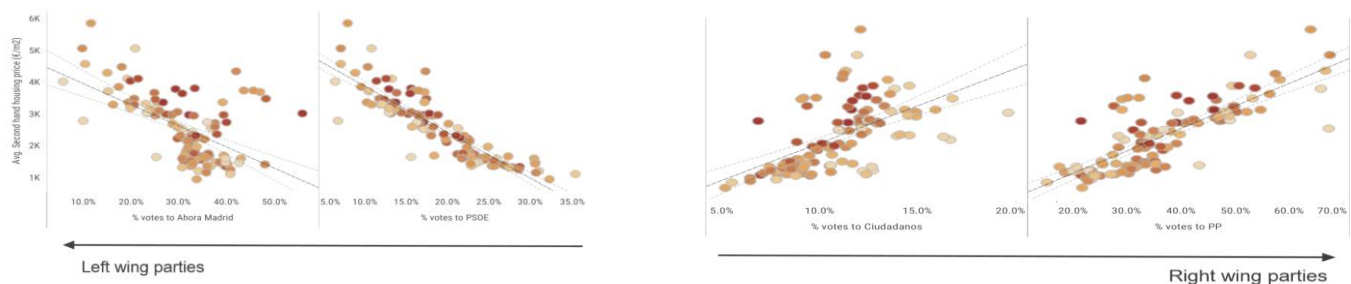 Avg. Second hand housing price (€/m2)
6K
5K
4K
3K
2K
1K
10.0% 20.0% 30.0% 40.0% 50.0%
% votes to Ahora Madrid
5.0% 10.0% 15.0% 20.0% 25.0% 30.0% 35.0%
% votes to PSOE
5.0% 10.0% 15.0% 20.0%
% votes to Ciudadanos
20.0% 30.0% 40.0% 50.0% 60.0% 70.0%
% votes to PP
Left wing parties
Right wing parties